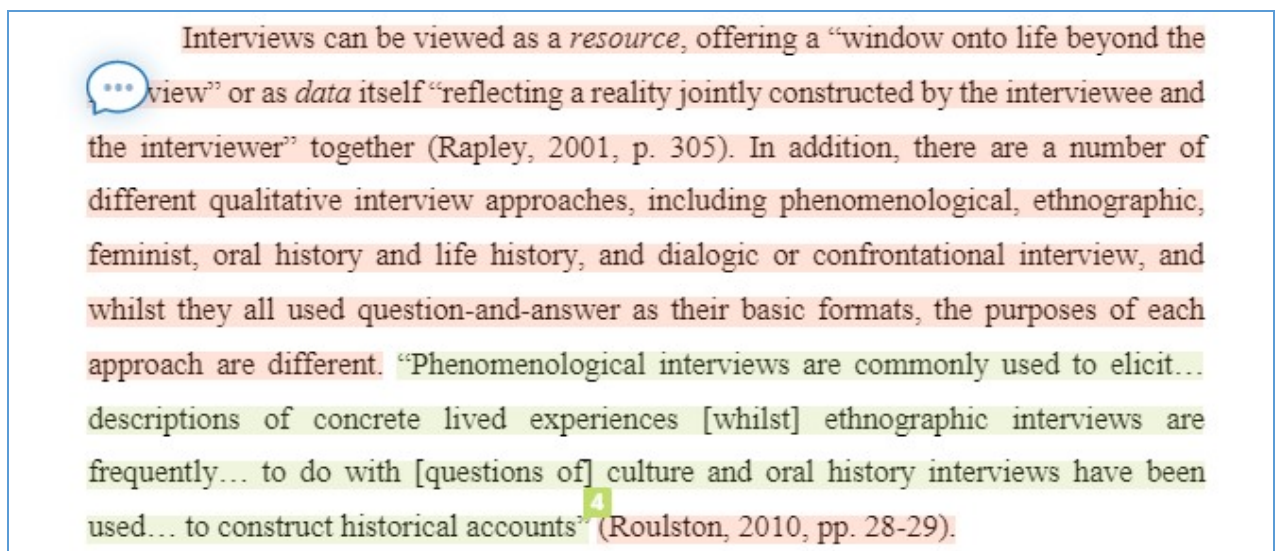 Interviews can be viewed as a resource, offering a “window onto life beyond the
view” or as data itself “reflecting a reality jointly constructed by the interviewee and
the interviewer” together (Rapley, 2001, p. 305). In addition, there are a number of
different qualitative interview approaches, including phenomenological, ethnographic,
feminist, oral history and life history, and dialogic or confrontational interview, and
whilst they all used question-and-answer as their basic formats, the purposes of each
approach are different. “Phenomenological interviews are commonly used to elicit…
descriptions of concrete lived experiences [whilst] ethnographic interviews are
frequently… to do with [questions of] culture and oral history interviews have been
4
used… to construct historical accounts” (Roulston, 2010, pp. 28-29).